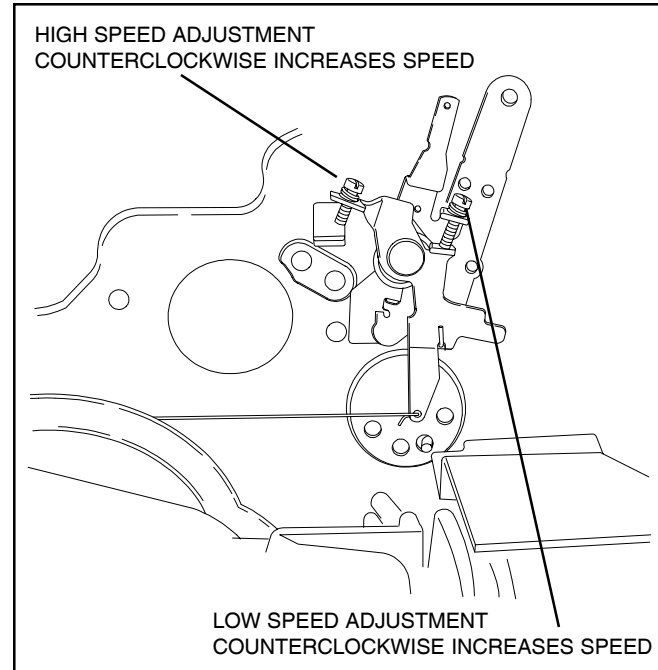 HIGH SPEED ADJUSTMENT
COUNTERCLOCKWISE INCREASES SPEED
LOW SPEED ADJUSTMENT
COUNTERCLOCKWISE INCREASES SPEED